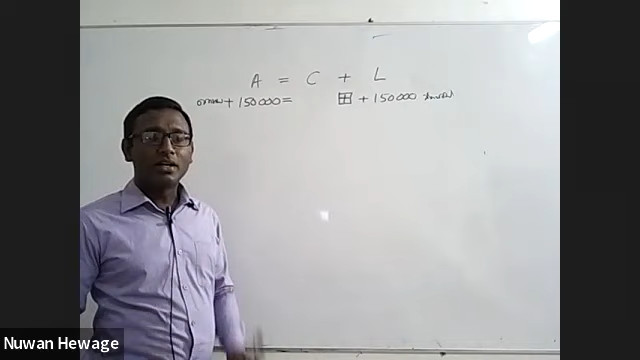 A = C + L
+ 150000 = + 150000
Nuwan Hewage